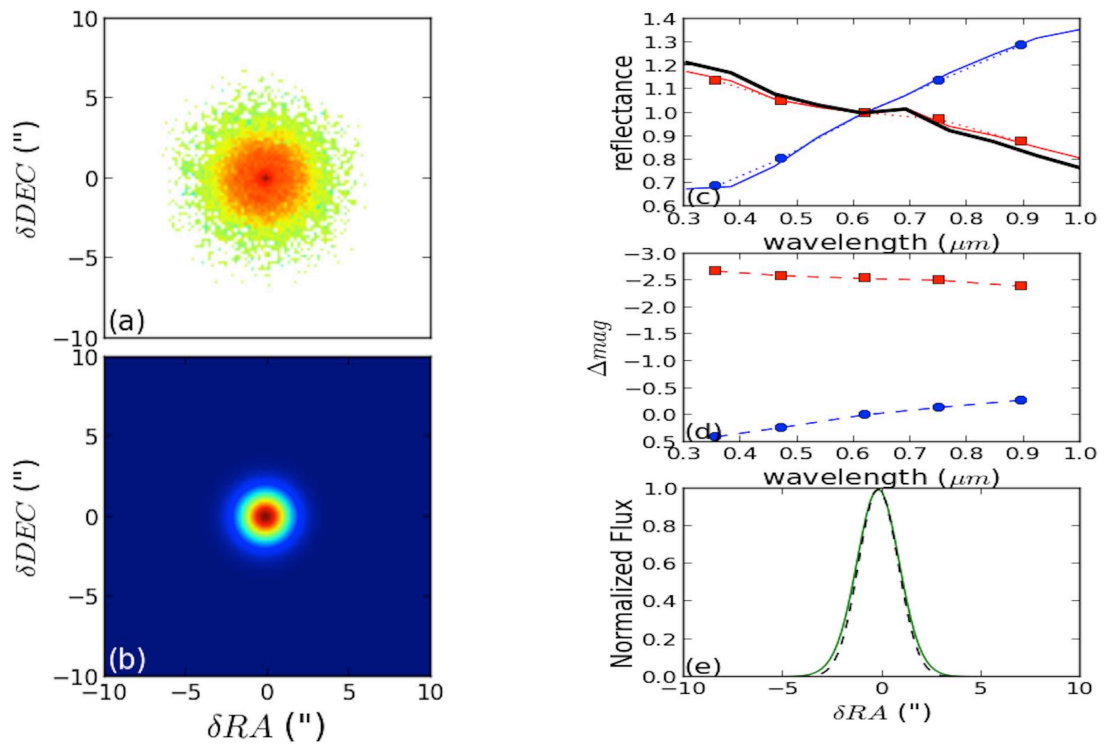 10
5
0
−5
−10
δDEC (")
(a)
10
5
0
−5
−10
δDEC (")
(b)
−10 −5 0 5 10
δRA (")
1.4
1.3
1.2
1.1
1.0
0.9
0.8
0.7
0.6
reflectance
(c)
0.3 0.4 0.5 0.6 0.7 0.8 0.9 1.0
wavelength (μm)
−3.0
−2.5
−2.0
−1.5
−1.0
−0.5
0.0
0.5
Δmag
(d)
0.3 0.4 0.5 0.6 0.7 0.8 0.9 1.0
wavelength (μm)
1.0
0.8
0.6
0.4
0.2
0.0
Normalized Flux
(e)
−10 −5 0 5 10
δRA (")